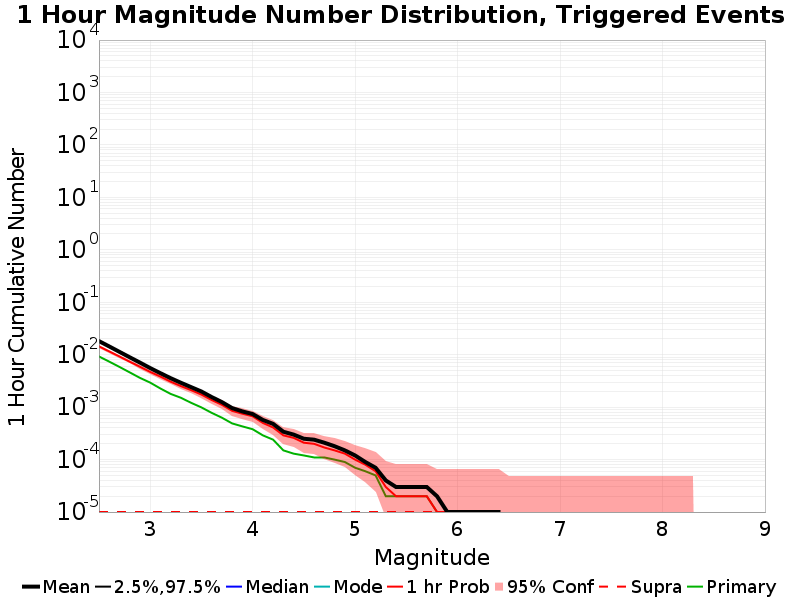 1 Hour Magnitude Number Distribution, Triggered Events
1 Hour Cumulative Number
10^4
10^3
10^2
10^1
10^0
10^-1
10^-2
10^-3
10^-4
10^-5
3 4 5 6 7 8 9
Magnitude
Mean 2.5%,97.5% Median Mode 1 hr Prob 95% Conf Supra Primary